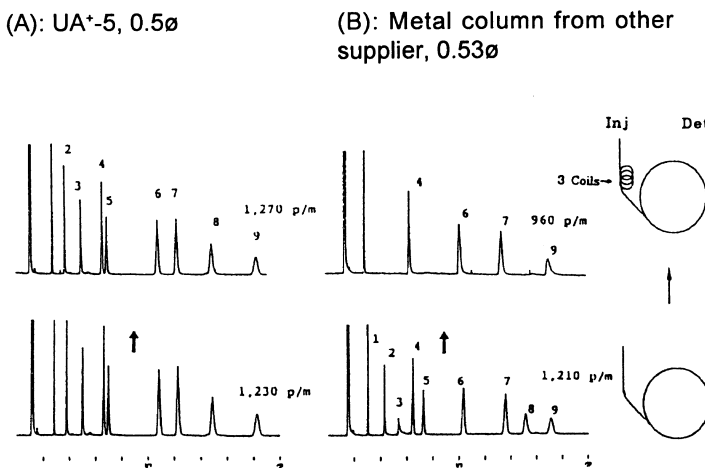 (A): UA⁺-5, 0.5ø
(B): Metal column from other supplier, 0.53ø
2
3
4
5
6 7
1,270 p/m
8
9
4
6
7
960 p/m
9
Inj Det
3 Coils→
1,230 p/m
1
2
3
4
5
6
7
8 9
1,210 p/m